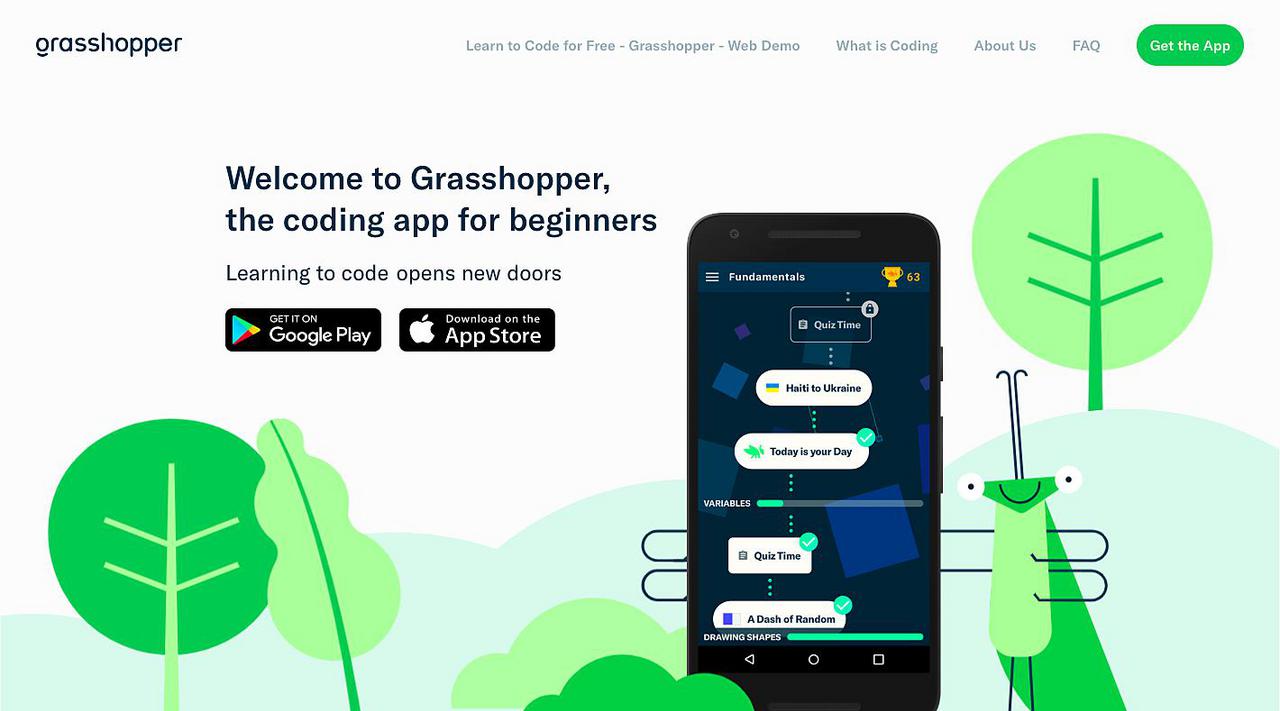 grasshopper
Learn to Code for Free - Grasshopper - Web Demo
What is Coding
About Us
FAQ
Get the App
Welcome to Grasshopper,
the coding app for beginners
Learning to code opens new doors
GET IT ON
Google Play
Download on the
App Store
Fundamentals
63
Quiz Time
Haiti to Ukraine
Today is your Day
VARIABLES
Quiz Time
A Dash of Random
DRAWING SHAPES